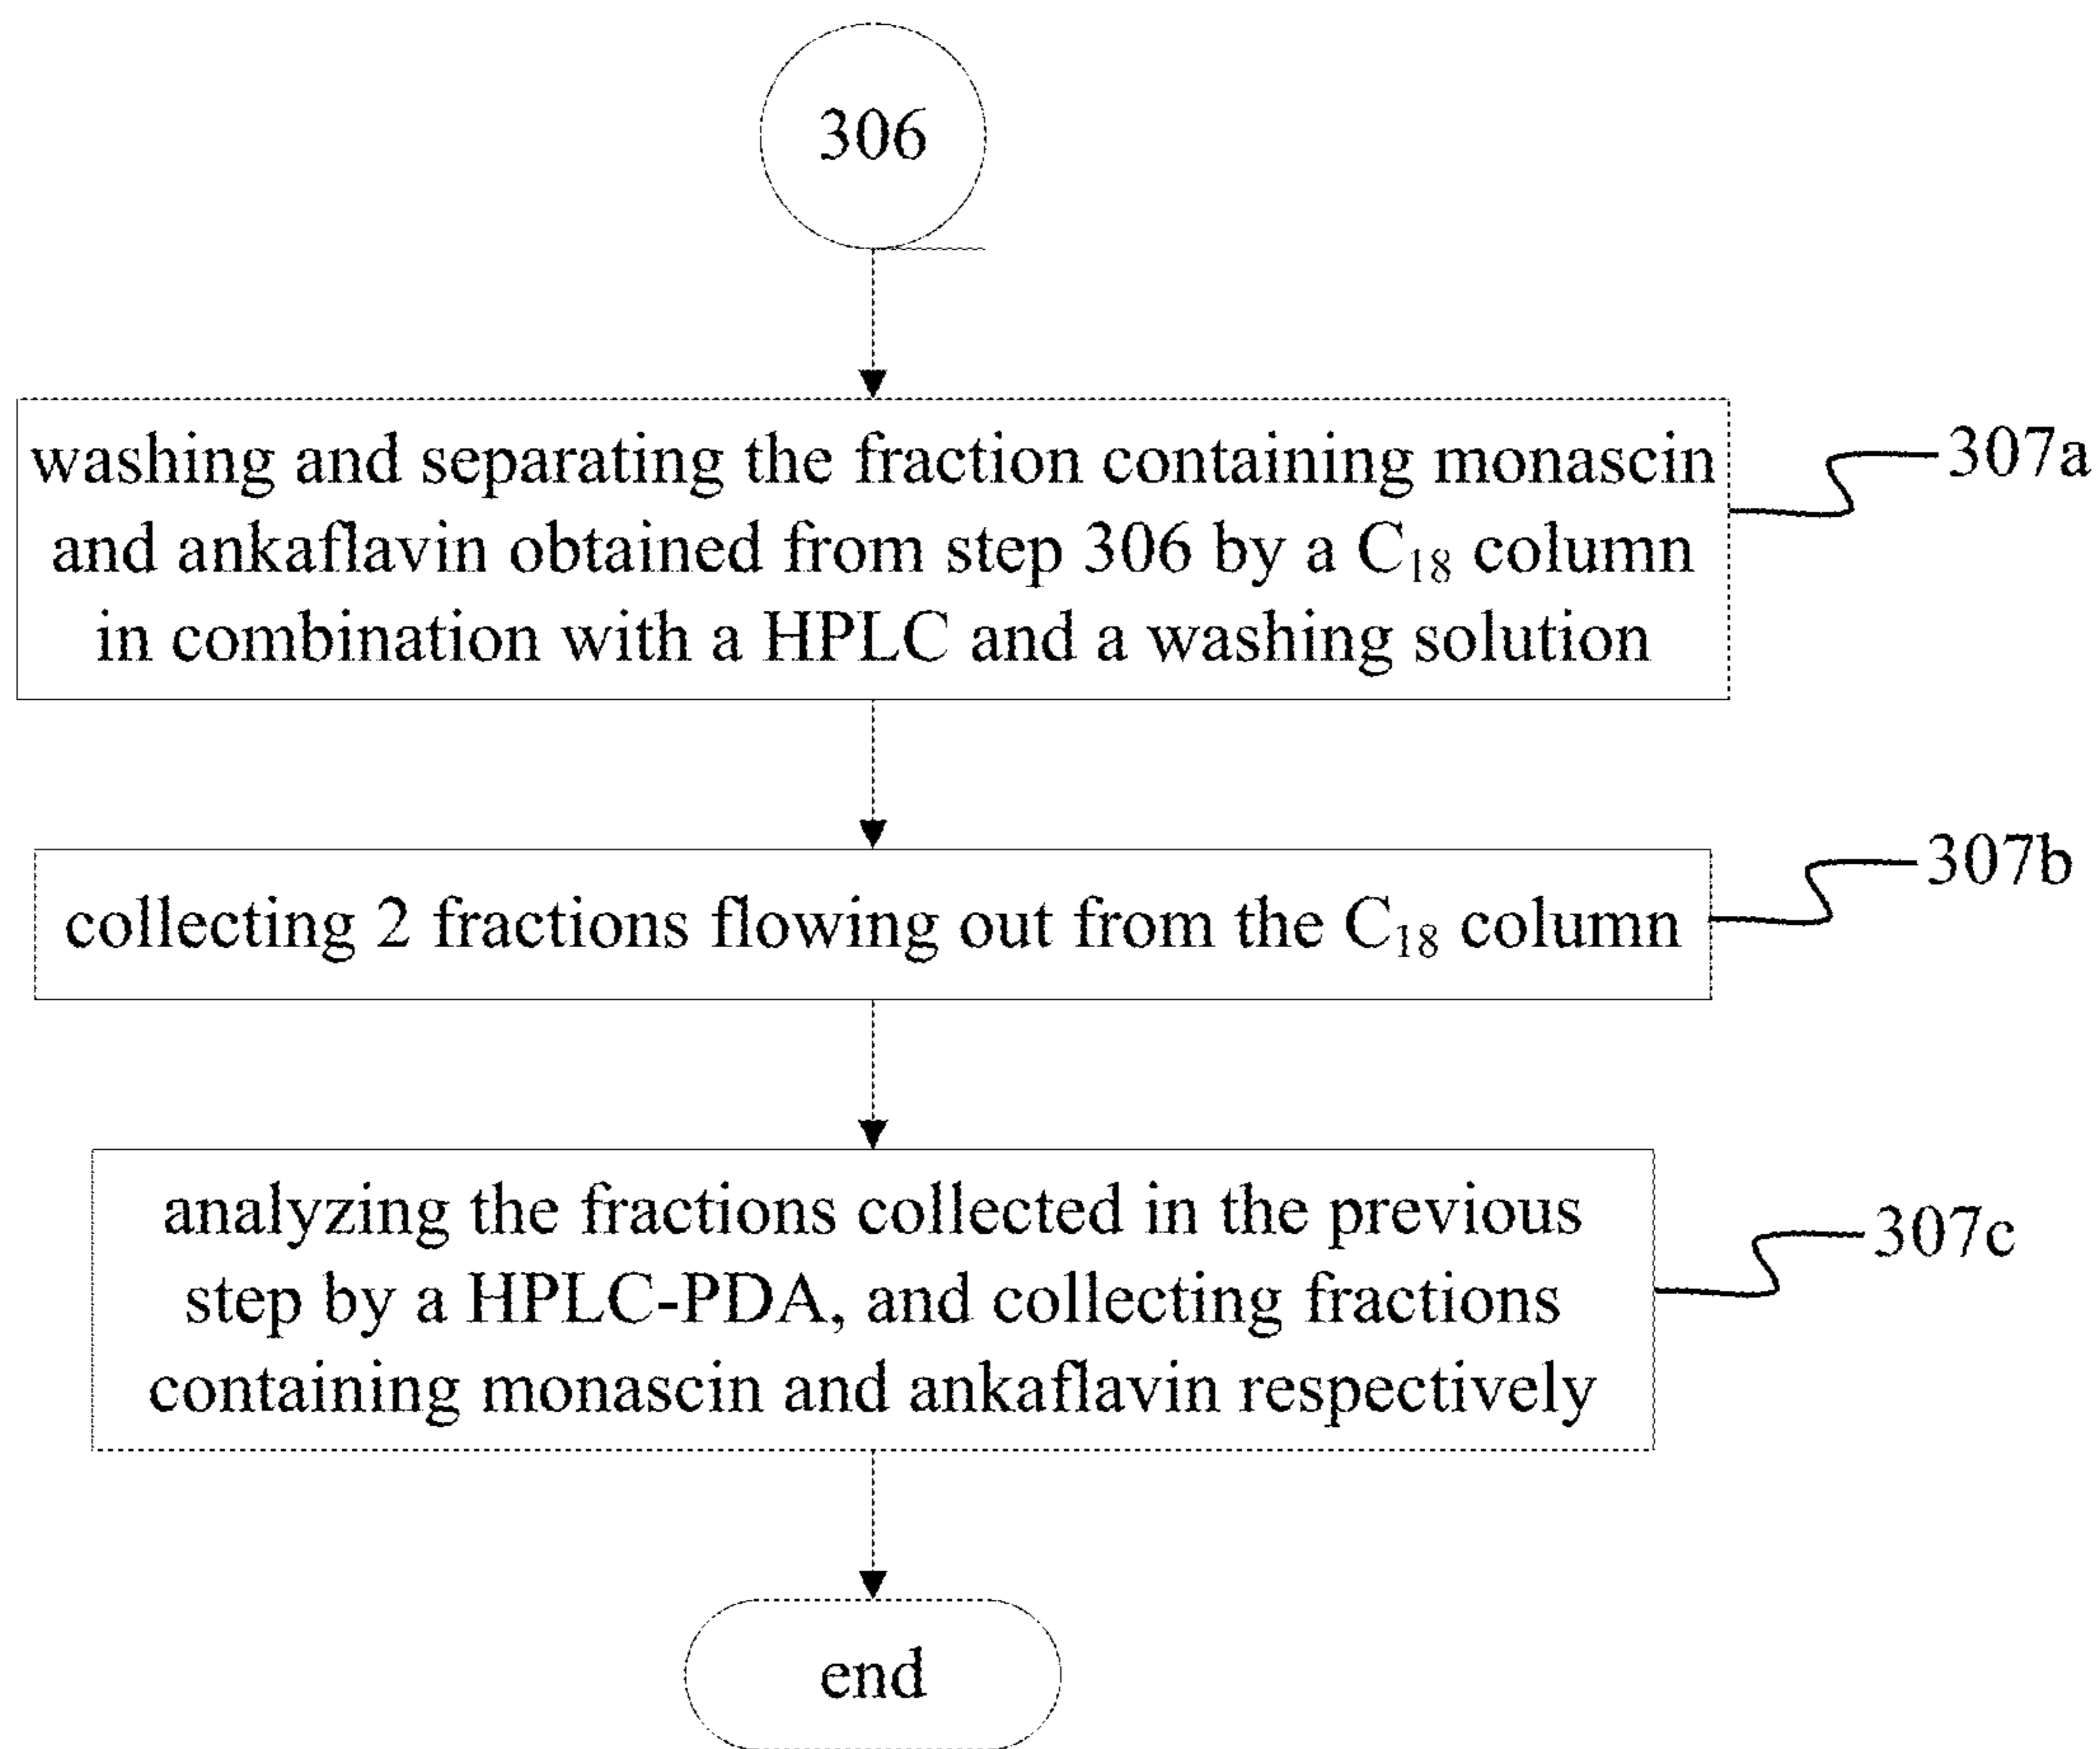 306
washing and separating the fraction containing monascin
and ankaflavin obtained from step 306 by a C₁₈ column
in combination with a HPLC and a washing solution
307a
collecting 2 fractions flowing out from the C₁₈ column
307b
analyzing the fractions collected in the previous
step by a HPLC-PDA, and collecting fractions
containing monascin and ankaflavin respectively
307c
end